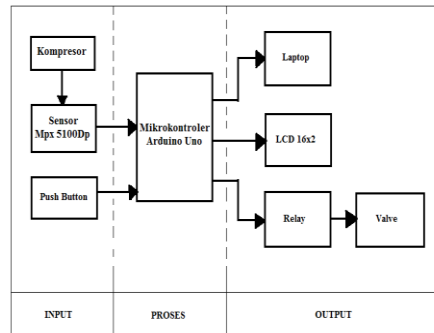 Kompresor
Sensor
Mpx 5100Dp
Push Button
Mikrokontroler
Arduino Uno
Laptop
LCD 16x2
Relay
Valve
INPUT
PROSES
OUTPUT